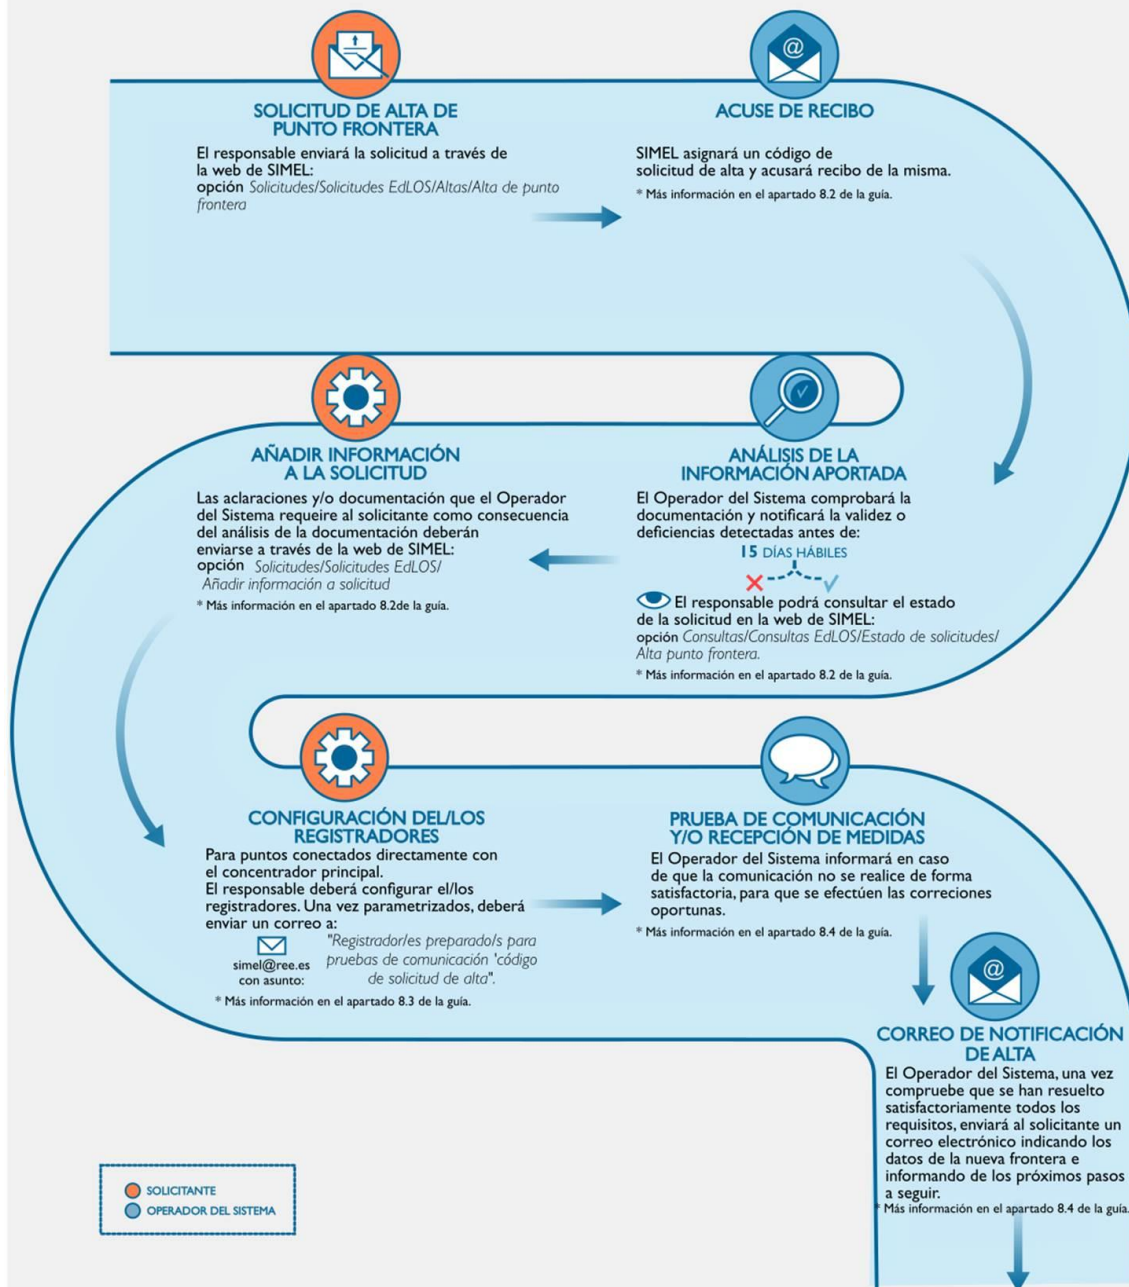 SOLICITUD DE ALTA DE
PUNTO FRONTERA
El responsable enviará la solicitud a través de
la web de SIMEL:
opción Solicitudes/Solicitudes EdLOS/Altas/Alta de punto
frontera
@
ACUSE DE RECIBO
SIMEL asignará un código de
solicitud de alta y acusará recibo de la misma.
* Más información en el apartado 8.2 de la guía.
ANÁLISIS DE LA
INFORMACIÓN APORTADA
El Operador del Sistema comprobará la
documentación y notificará la validez o
deficiencias detectadas antes de:
15 DÍAS HÁBILES
El responsable podrá consultar el estado
de la solicitud en la web de SIMEL:
opción Consultas/Consultas EdLOS/Estado de solicitudes/
Alta punto frontera.
* Más información en el apartado 8.2 de la guía.
AÑADIR INFORMACIÓN
A LA SOLICITUD
Las aclaraciones y/o documentación que el Operador
del Sistema requeire al solicitante como consecuencia
del análisis de la documentación deberán
enviarse a través de la web de SIMEL:
opción Solicitudes/Solicitudes EdLOS/
Añadir información a solicitud
* Más información en el apartado 8.2de la guía.
CONFIGURACIÓN DEL/LOS
REGISTRADORES
Para puntos conectados directamente con
el concentrador principal.
El responsable deberá configurar el/los
registradores. Una vez parametrizados, deberá
enviar un correo a:
simel@ree.es
con asunto:
"Registrador/es preparado/s para
pruebas de comunicación 'código
de solicitud de alta".
* Más información en el apartado 8.3 de la guía.
PRUEBA DE COMUNICACIÓN
Y/O RECEPCIÓN DE MEDIDAS
El Operador del Sistema informará en caso
de que la comunicación no se realice de forma
satisfactoria, para que se efectúen las correciones
oportunas.
* Más información en el apartado 8.4 de la guía.
@
CORREO DE NOTIFICACIÓN
DE ALTA
El Operador del Sistema, una vez
compruebe que se han resuelto
satisfactoriamente todos los
requisitos, enviará al solicitante un
correo electrónico indicando los
datos de la nueva frontera e
informando de los próximos pasos
a seguir.
* Más información en el apartado 8.4 de la guía.
SOLICITANTE
OPERADOR DEL SISTEMA